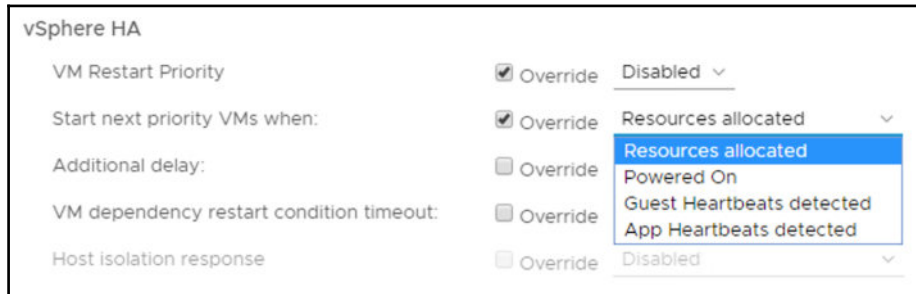 vSphere HA
VM Restart Priority Override Disabled
Start next priority VMs when: Override Resources allocated
Resources allocated
Additional delay: Override
Powered On
Guest Heartbeats detected
VM dependency restart condition timeout: Override
App Heartbeats detected
Host isolation response Override Disabled